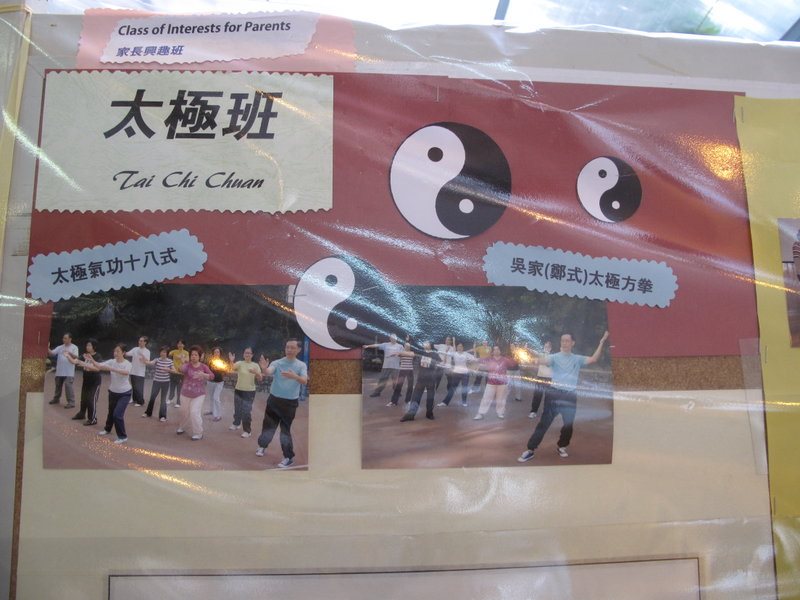 Class of Interests for Parents
家長興趣班
太極班
Tai Chi Chuan
太極氣功十八式
吳家(鄭式)太極方拳